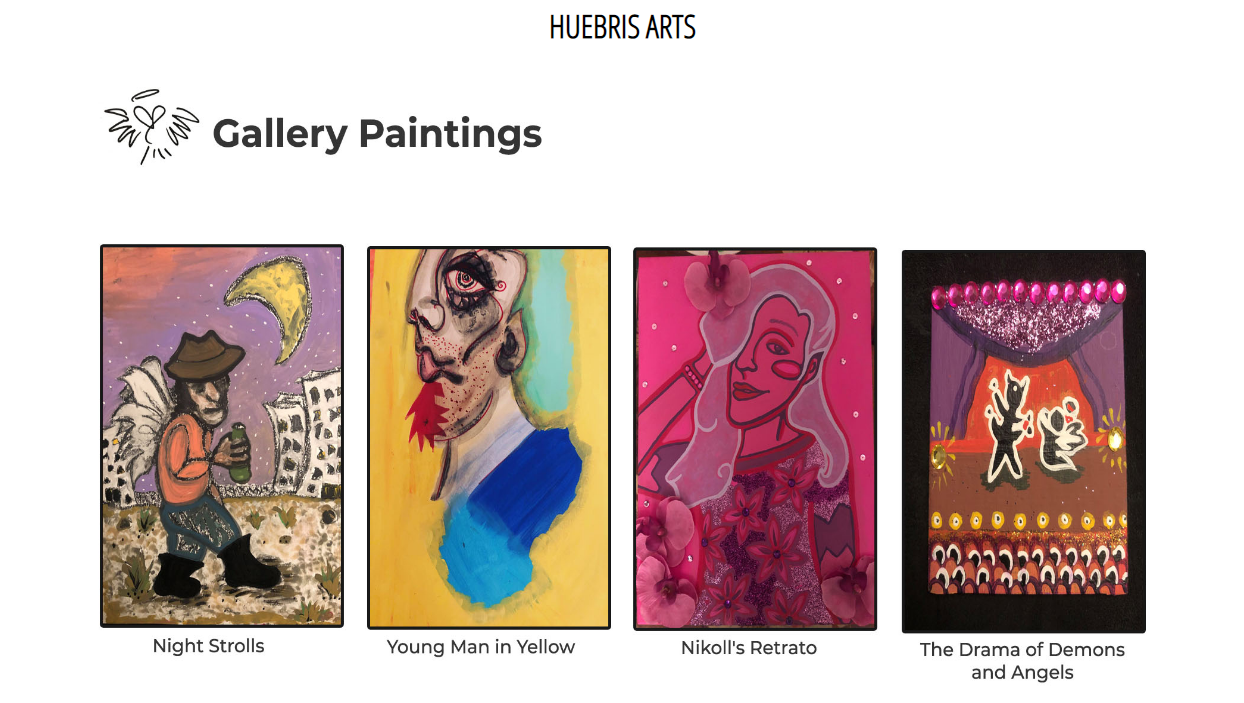 HUEBRIS ARTS
Gallery Paintings
Night Strolls
Young Man in Yellow
Nikoll's Retrato
The Drama of Demons
and Angels